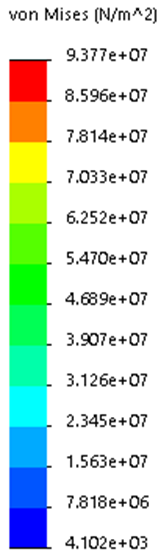 von Mises (N/m^2)
9.377e+07
8.596e+07
7.814e+07
7.033e+07
6.252e+07
5.470e+07
4.689e+07
3.907e+07
3.126e+07
2.345e+07
1.563e+07
7.818e+06
4.102e+03